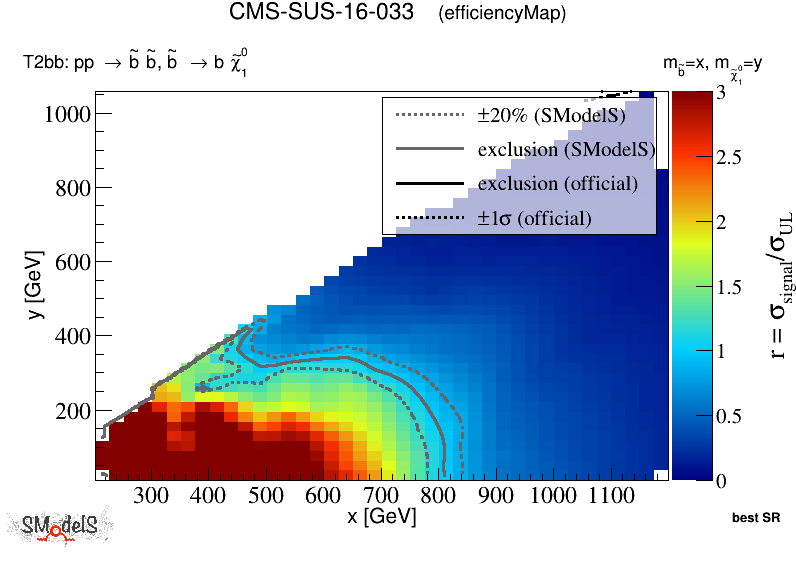 CMS-SUS-16-033 (efficiencyMap)
T2bb: pp → b̃ b̃, b̃ → b χ̃₁⁰
m_b̃=x, m_χ̃₁⁰=y
±20% (SModelS)
exclusion (SModelS)
exclusion (official)
±1σ (official)
1000
800
600
400
200
y [GeV]
300 400 500 600 700 800 900 1000 1100
x [GeV]
3
2.5
2
1.5
1
0.5
0
r = σ_signal/σ_UL
SModelS
best SR